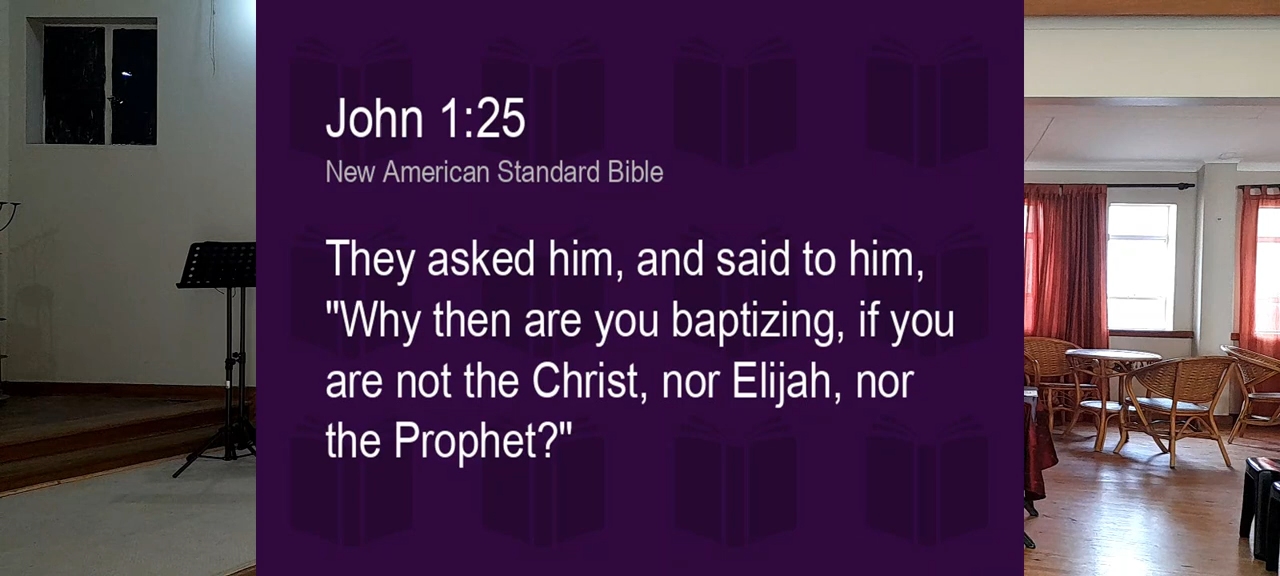 John 1:25
New American Standard Bible
They asked him, and said to him,
"Why then are you baptizing, if you
are not the Christ, nor Elijah, nor
the Prophet?"